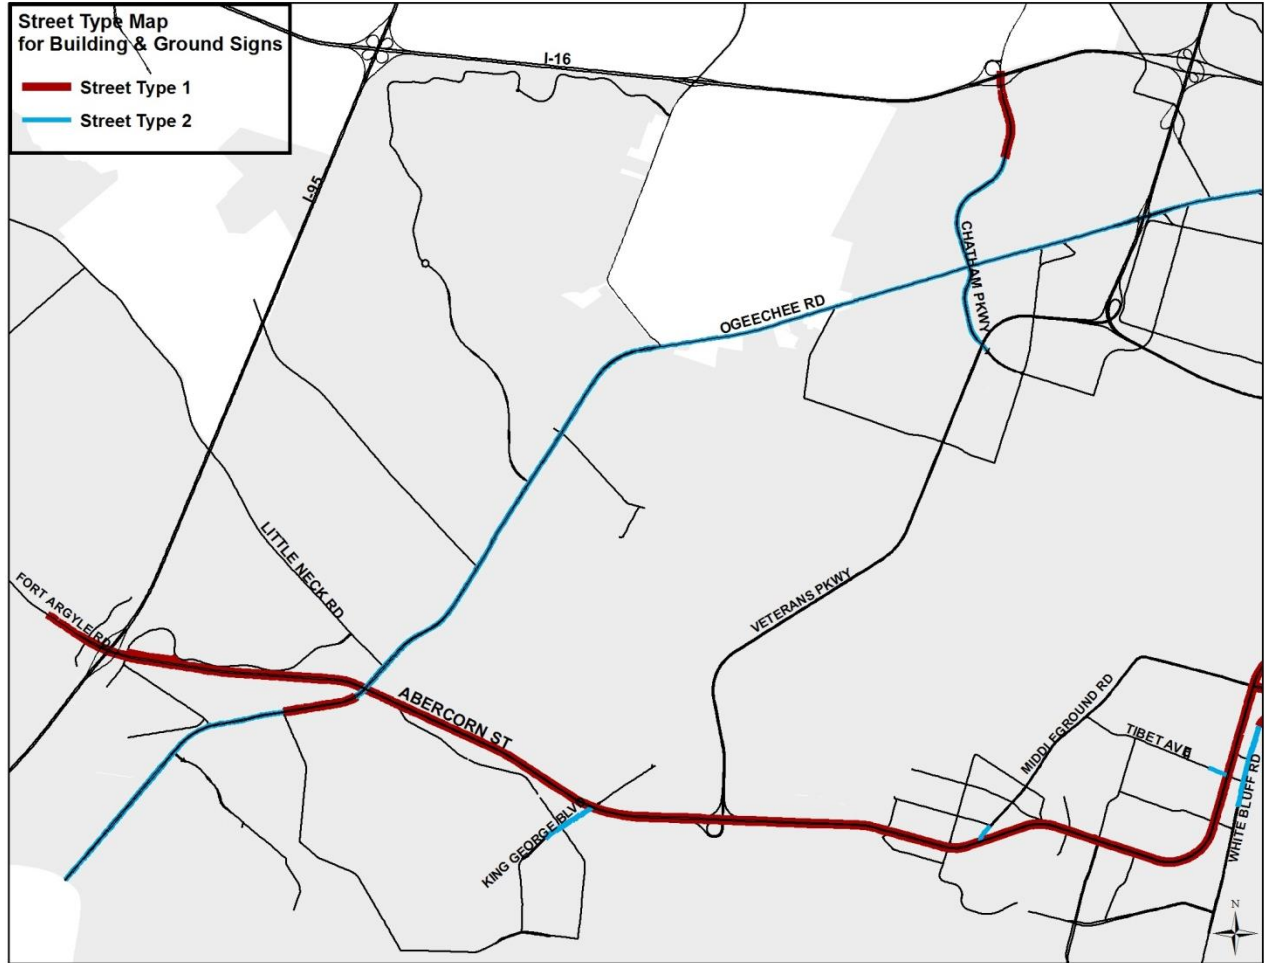 Street Type Map
for Building & Ground Signs
Street Type 1
Street Type 2
I-16
I-95
CHATHAM PKWY
OGEECHEE RD
LITTLE NECK RD
FORT ARGYLE RD
VETERANS PKWY
ABERCORN ST
MIDDLEGROUND RD
TIBET AVE
WHITE BLUFF RD
KING GEORGE BLVD
N